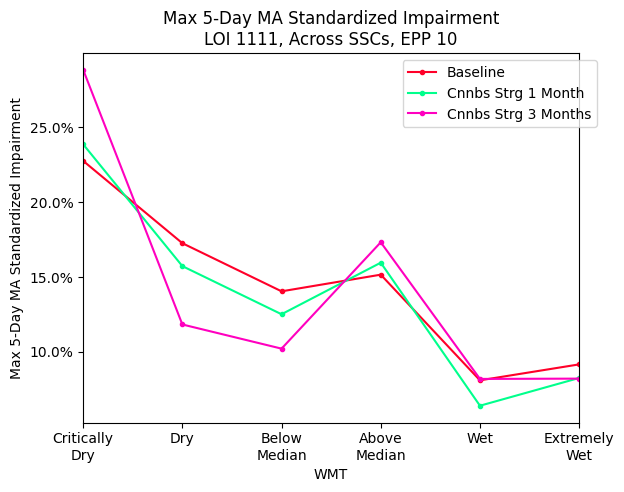 Max 5-Day MA Standardized Impairment
LOI 1111, Across SSCs, EPP 10
Baseline
Cnnbs Strg 1 Month
Cnnbs Strg 3 Months
Max 5-Day MA Standardized Impairment
25.0%
20.0%
15.0%
10.0%
Critically
Dry
Dry
Below
Median
Above
Median
Wet
Extremely
Wet
WMT